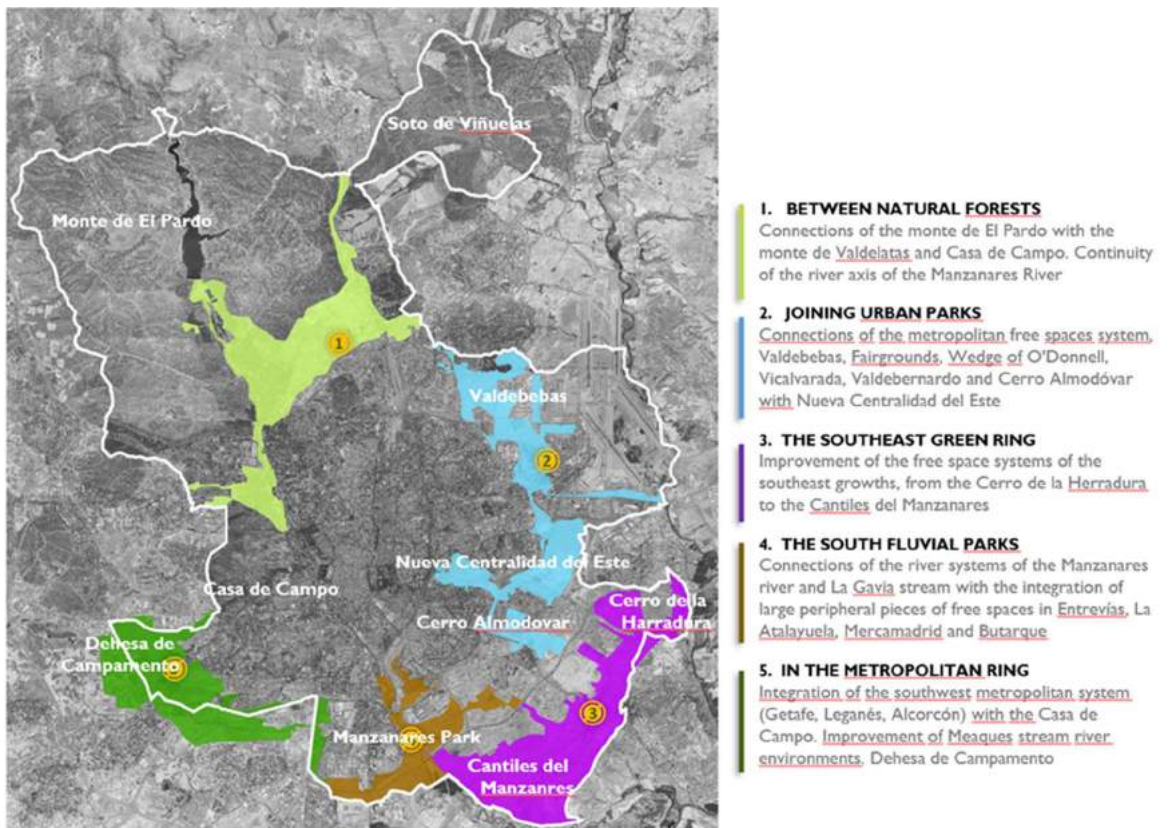 Soto de Viñuelas
Monte de El Pardo
1
Valdebebas
2
Nueva Centralidad del Este
Casa de Campo
Cerro de la
Harradura
Cerro Almodovar
Dehesa de
Campamento
3
Manzanares Park
Cantiles del
Manzanres
1. BETWEEN NATURAL FORESTS
Connections of the monte de El Pardo with the
monte de Valdelatas and Casa de Campo. Continuity
of the river axis of the Manzanares River
2. JOINING URBAN PARKS
Connections of the metropolitan free spaces system,
Valdebebas, Fairgrounds, Wedge of O'Donnell,
Vicalvarada, Valdebernardo and Cerro Almodóvar
with Nueva Centralidad del Este
3. THE SOUTHEAST GREEN RING
Improvement of the free space systems of the
southeast growths, from the Cerro de la Herradura
to the Cantiles del Manzanares
4. THE SOUTH FLUVIAL PARKS
Connections of the river systems of the Manzanares
river and La Gavia stream with the integration of
large peripheral pieces of free spaces in Entrevías, La
Atalayuela, Mercamadrid and Butarque
5. IN THE METROPOLITAN RING
Integration of the southwest metropolitan system
(Getafe, Leganés, Alcorcón) with the Casa de
Campo. Improvement of Meaques stream river
environments. Dehesa de Campamento